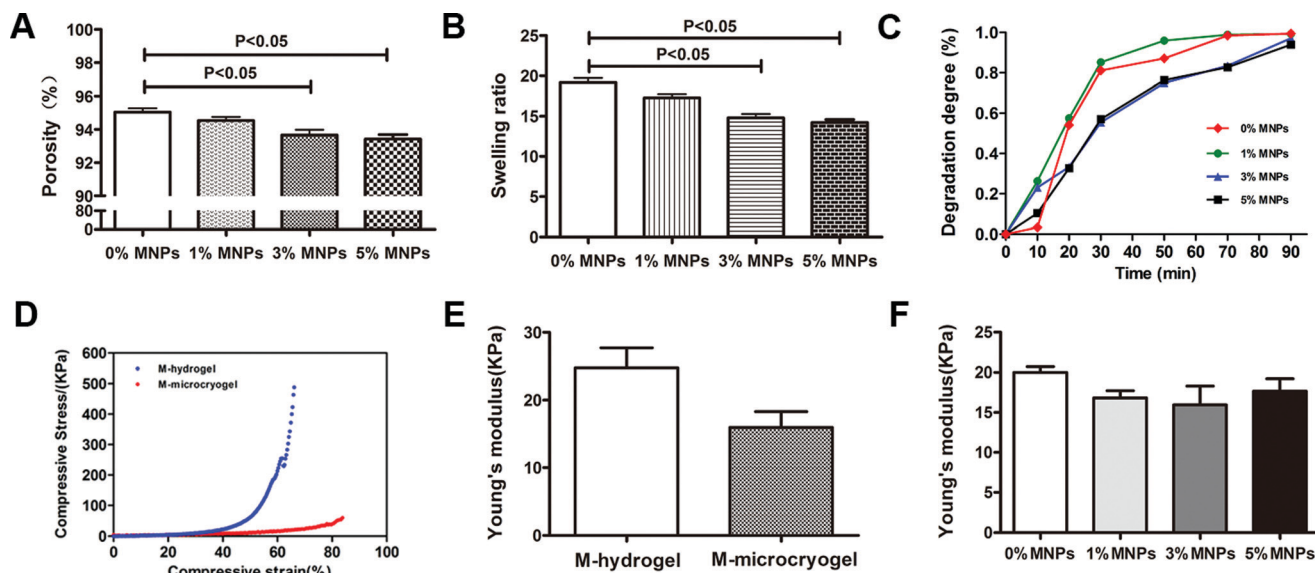 A
P<0.05
P<0.05
Porosity (%)
100
98
96
94
92
90
80
0
0% MNPs 1% MNPs 3% MNPs 5% MNPs
B
P<0.05
P<0.05
Swelling ratio
25
20
15
10
5
0
0% MNPs 1% MNPs 3% MNPs 5% MNPs
C
Degradation degree (%)
1.0
0.8
0.6
0.4
0.2
0.0
0% MNPs
1% MNPs
3% MNPs
5% MNPs
0 10 20 30 40 50 60 70 80 90
Time (min)
D
Compressive Stress/(KPa)
600
500
400
300
200
100
0
M-hydrogel
M-microcryogel
0 20 40 60 80 100
Compressive strain(%)
E
Young's modulus(KPa)
30
20
10
0
M-hydrogel M-microcryogel
F
Young's modulus(KPa)
25
20
15
10
5
0
0% MNPs 1% MNPs 3% MNPs 5% MNPs